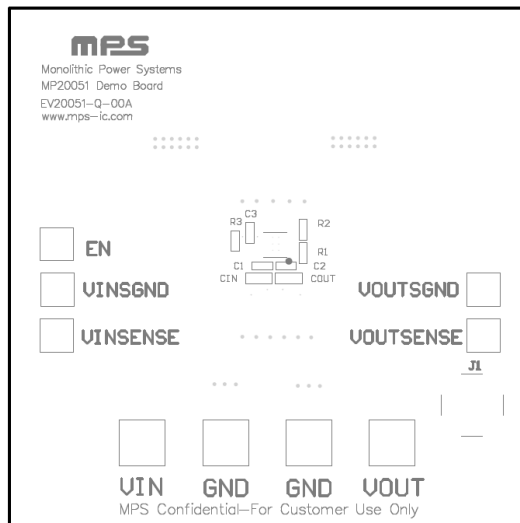 mps
Monolithic Power Systems
MP20051 Demo Board
EV20051-Q-00A
www.mps-ic.com
C3
R3
R2
R1
C1
C2
CIN
COUT
EN
VINSGND
VOUTSGND
VINSENSE
VOUTSENSE
J1
VIN
GND
GND
VOUT
MPS Confidential-For Customer Use Only